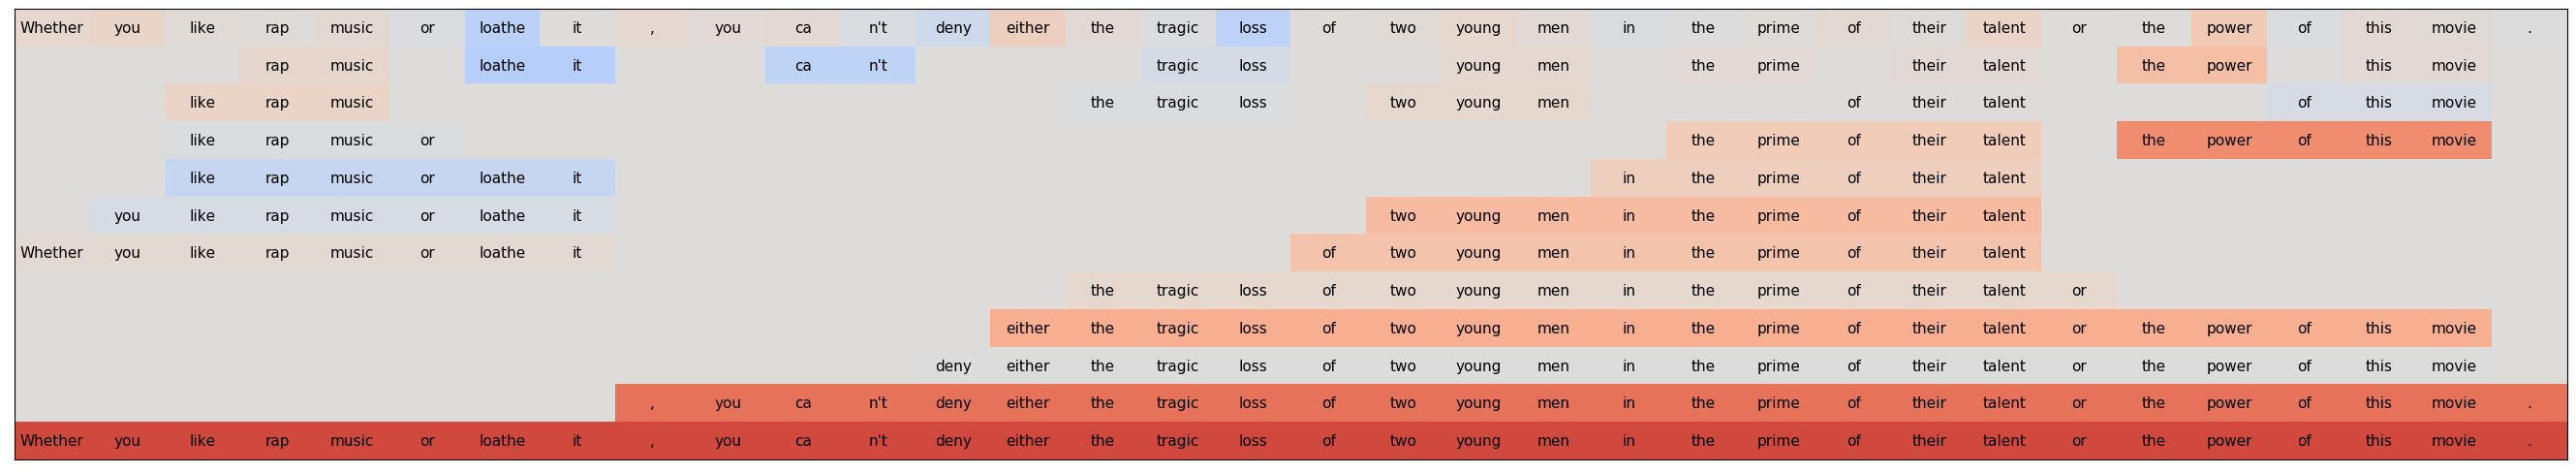 Whether you like rap music or loathe it , you ca n't deny either the tragic loss of two young men in the prime of their talent or the power of this movie .
rap music loathe it ca n't tragic loss young men the prime their talent the power this movie
like rap music the tragic loss two young men of their talent of this movie
like rap music or the prime of their talent the power of this movie
like rap music or loathe it in the prime of their talent
you like rap music or loathe it two young men in the prime of their talent
Whether you like rap music or loathe it of two young men in the prime of their talent
the tragic loss of two young men in the prime of their talent or
either the tragic loss of two young men in the prime of their talent or the power of this movie
deny either the tragic loss of two young men in the prime of their talent or the power of this movie
, you ca n't deny either the tragic loss of two young men in the prime of their talent or the power of this movie .
Whether you like rap music or loathe it , you ca n't deny either the tragic loss of two young men in the prime of their talent or the power of this movie .